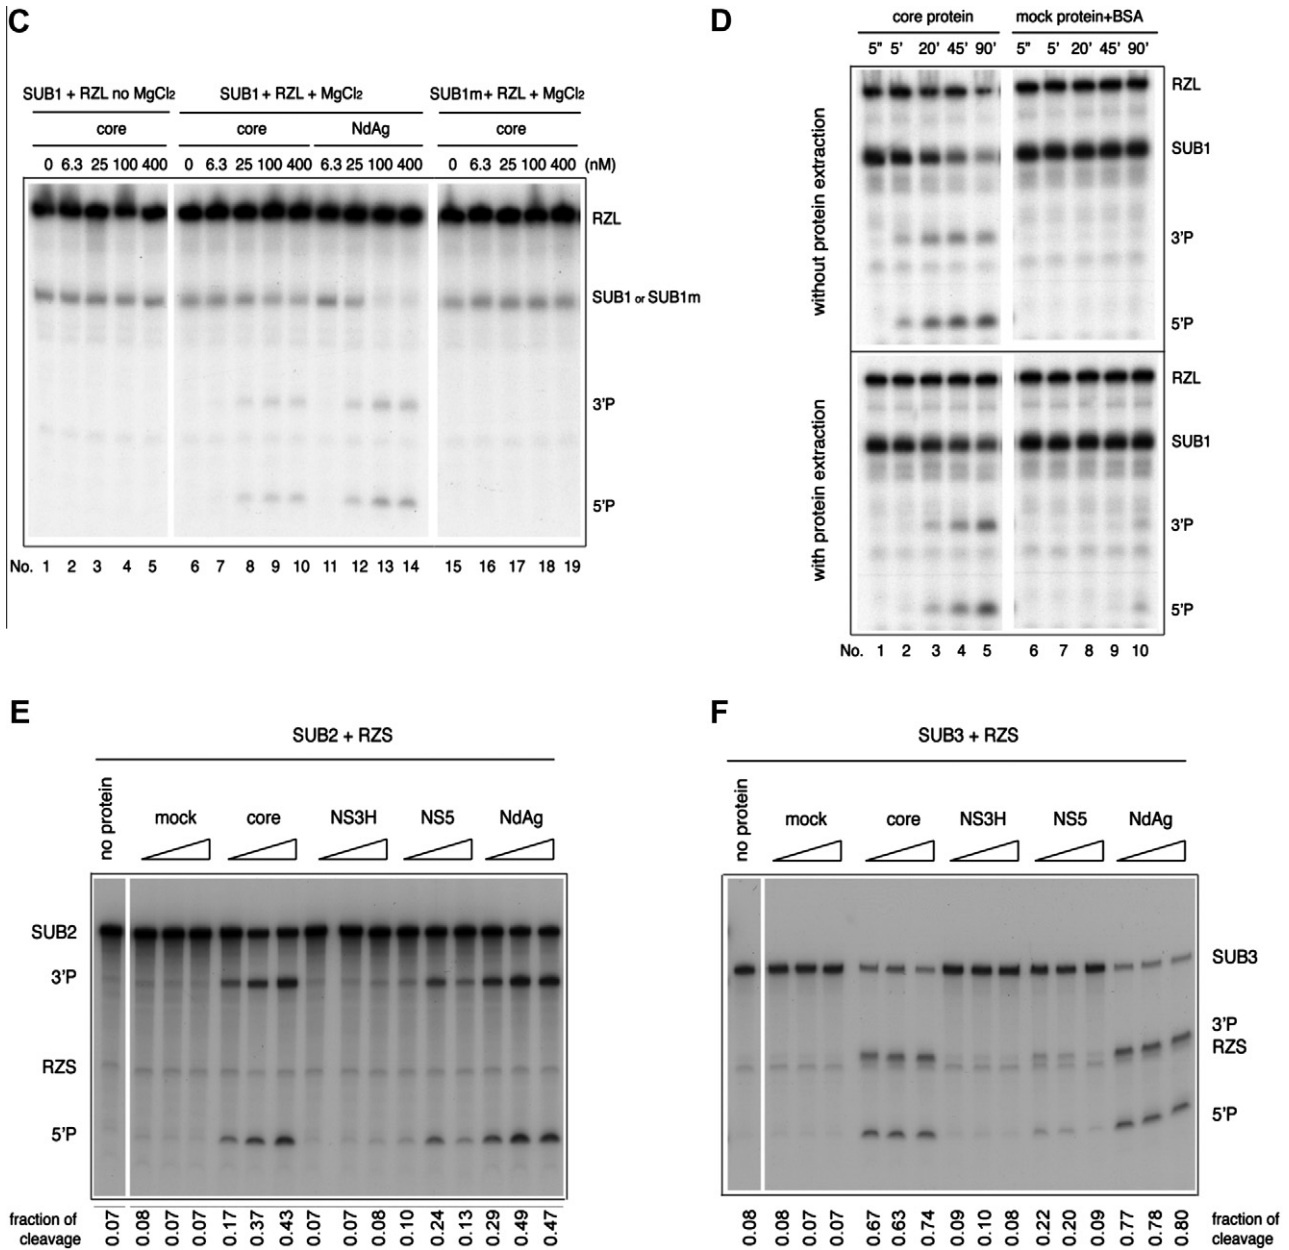 C
SUB1 + RZL no MgCl2 SUB1 + RZL + MgCl2 SUB1m + RZL + MgCl2
core core NdAg core
0 6.3 25 100 400 0 6.3 25 100 400 6.3 25 100 400 0 6.3 25 100 400 (nM)
RZL
SUB1 or SUB1m
3'P
5'P
No. 1 2 3 4 5 6 7 8 9 10 11 12 13 14 15 16 17 18 19
D
core protein mock protein+BSA
5" 5' 20' 45' 90' 5" 5' 20' 45' 90'
without protein extraction
RZL
SUB1
3'P
5'P
with protein extraction
RZL
SUB1
3'P
5'P
No. 1 2 3 4 5 6 7 8 9 10
E
SUB2 + RZS
no protein mock core NS3H NS5 NdAg
SUB2
3'P
RZS
5'P
fraction of
cleavage
0.07 0.08 0.07 0.07 0.17 0.37 0.43 0.07 0.07 0.08 0.10 0.24 0.13 0.29 0.49 0.47
F
SUB3 + RZS
no protein mock core NS3H NS5 NdAg
SUB3
3'P
RZS
5'P
0.08 0.08 0.07 0.07 0.67 0.63 0.74 0.09 0.10 0.08 0.22 0.20 0.09 0.77 0.78 0.80
fraction of
cleavage